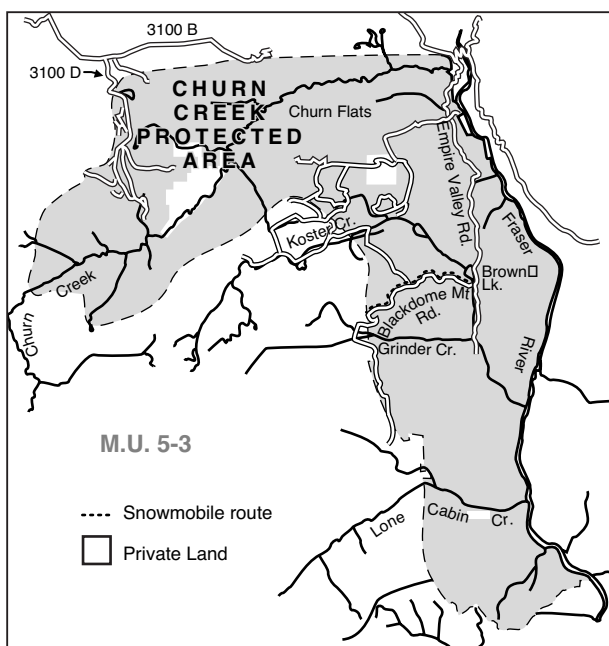 3100 B
3100 D
CHURN
CREEK
PROTECTED
AREA
Churn Flats
Empire Valley Rd.
Fraser
River
Koster Cr.
Brown
Lk.
Blackdome Mt
Rd.
Grinder Cr.
Churn
Creek
M.U. 5-3
Lone Cabin Cr.
Snowmobile route
Private Land